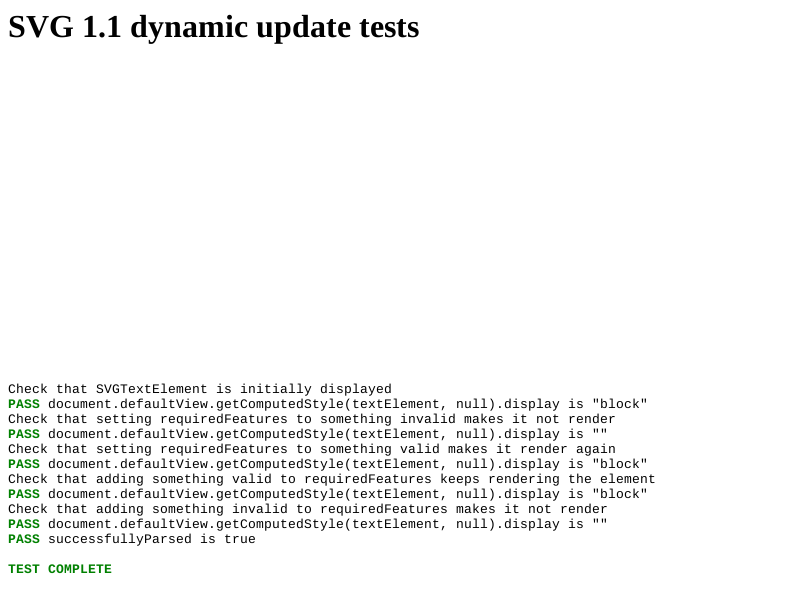 SVG 1.1 dynamic update tests
Check that SVGTextElement is initially displayed
PASS document.defaultView.getComputedStyle(textElement, null).display is "block"
Check that setting requiredFeatures to something invalid makes it not render
PASS document.defaultView.getComputedStyle(textElement, null).display is ""
Check that setting requiredFeatures to something valid makes it render again
PASS document.defaultView.getComputedStyle(textElement, null).display is "block"
Check that adding something valid to requiredFeatures keeps rendering the element
PASS document.defaultView.getComputedStyle(textElement, null).display is "block"
Check that adding something invalid to requiredFeatures makes it not render
PASS document.defaultView.getComputedStyle(textElement, null).display is ""
PASS successfullyParsed is true
TEST COMPLETE